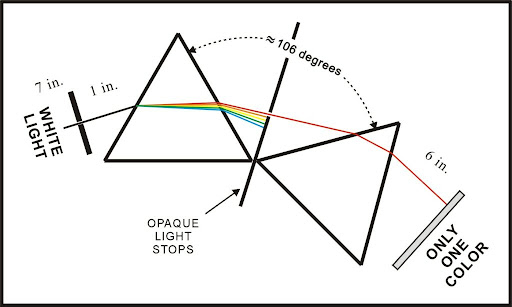 7 in.
1 in.
WHITE
LIGHT
≈ 106 degrees
OPAQUE
LIGHT
STOPS
6 in.
ONLY
ONE
COLOR